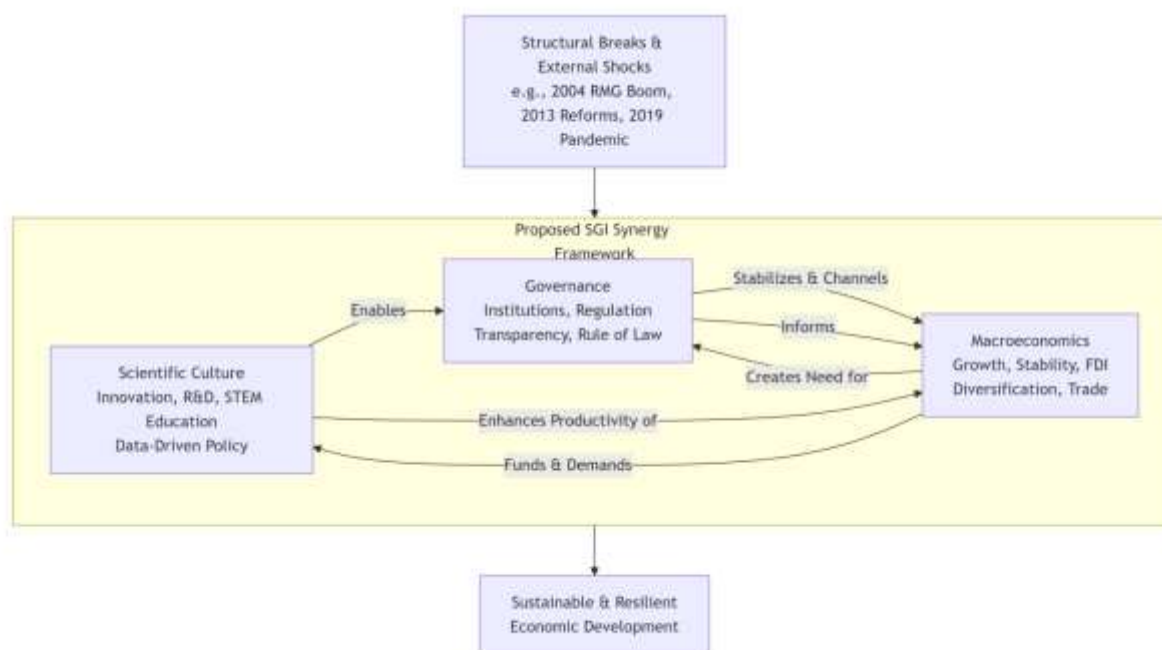 Structural Breaks &
External Shocks
e.g., 2004 RMG Boom,
2013 Reforms, 2019
Pandemic
Proposed SGI Synergy
Framework
Governance
Institutions, Regulation
Transparency, Rule of Law
Stabilizes & Channels
Enables
Informs
Macroeconomics
Growth, Stability, FDI
Diversification, Trade
Creates Need for
Scientific Culture
Innovation, R&D, STEM
Education
Data-Driven Policy
Enhances Productivity of
Funds & Demands
Sustainable & Resilient
Economic Development